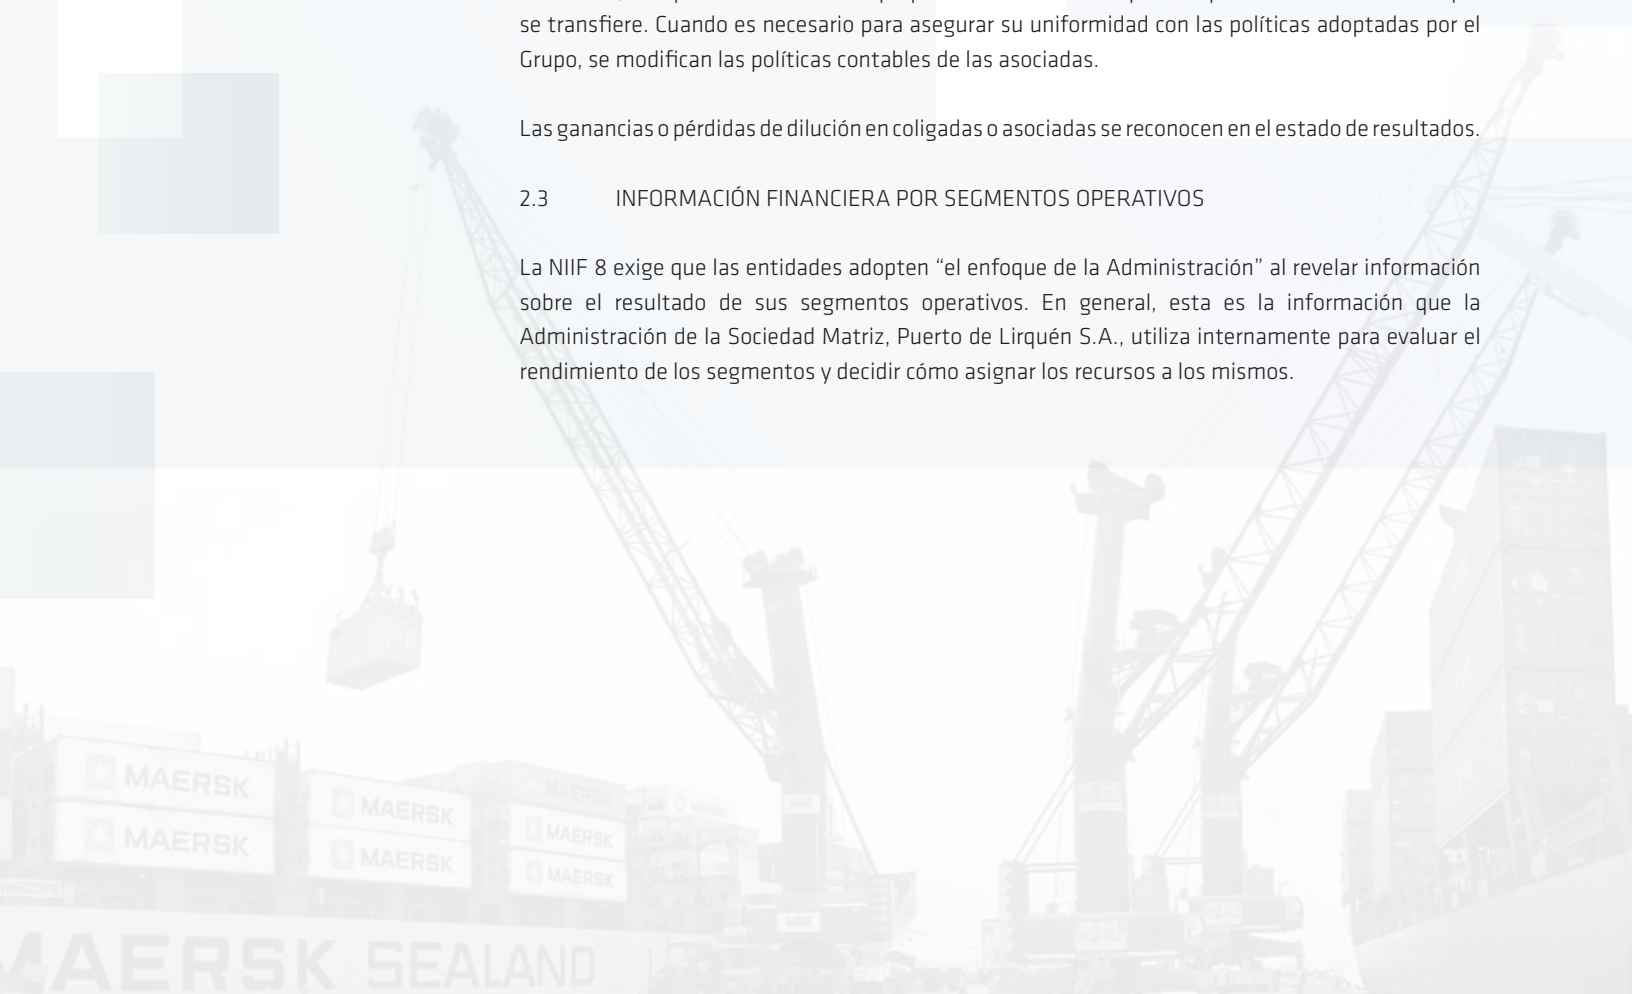 se transfiere. Cuando es necesario para asegurar su uniformidad con las políticas adoptadas por el
Grupo, se modifican las políticas contables de las asociadas.
Las ganancias o pérdidas de dilución en coligadas o asociadas se reconocen en el estado de resultados.
2.3 INFORMACIÓN FINANCIERA POR SEGMENTOS OPERATIVOS
La NIIF 8 exige que las entidades adopten “el enfoque de la Administración” al revelar información
sobre el resultado de sus segmentos operativos. En general, esta es la información que la
Administración de la Sociedad Matriz, Puerto de Lirquén S.A., utiliza internamente para evaluar el
rendimiento de los segmentos y decidir cómo asignar los recursos a los mismos.
MAERSK
MAERSK
MAERSK
MAERSK
MAERSK
MAERSK
MAERSK
MAERSK SEALAND